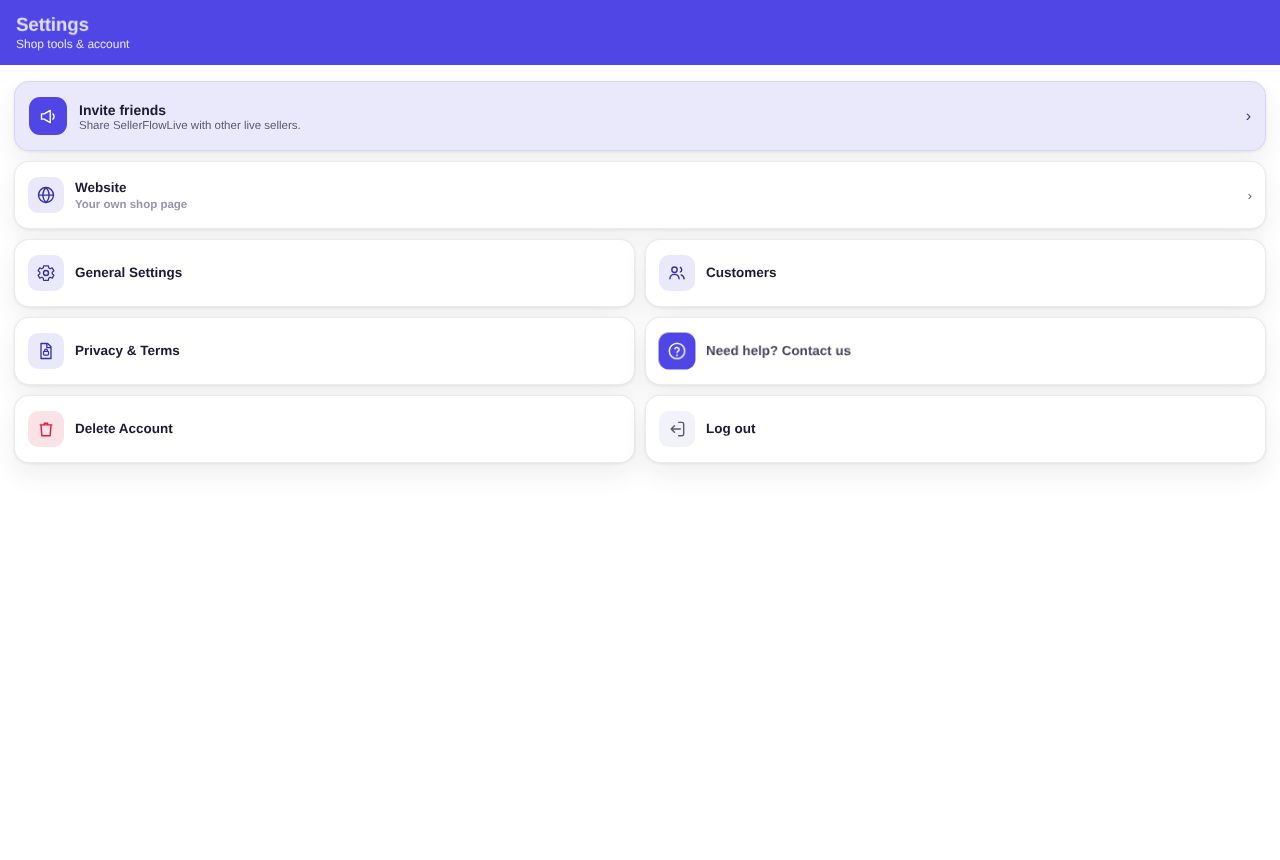 Settings
Shop tools & account
Invite friends
Share SellerFlowLive with other live sellers.
›
Website
Your own shop page
›
General Settings
Customers
Privacy & Terms
Need help? Contact us
Delete Account
Log out